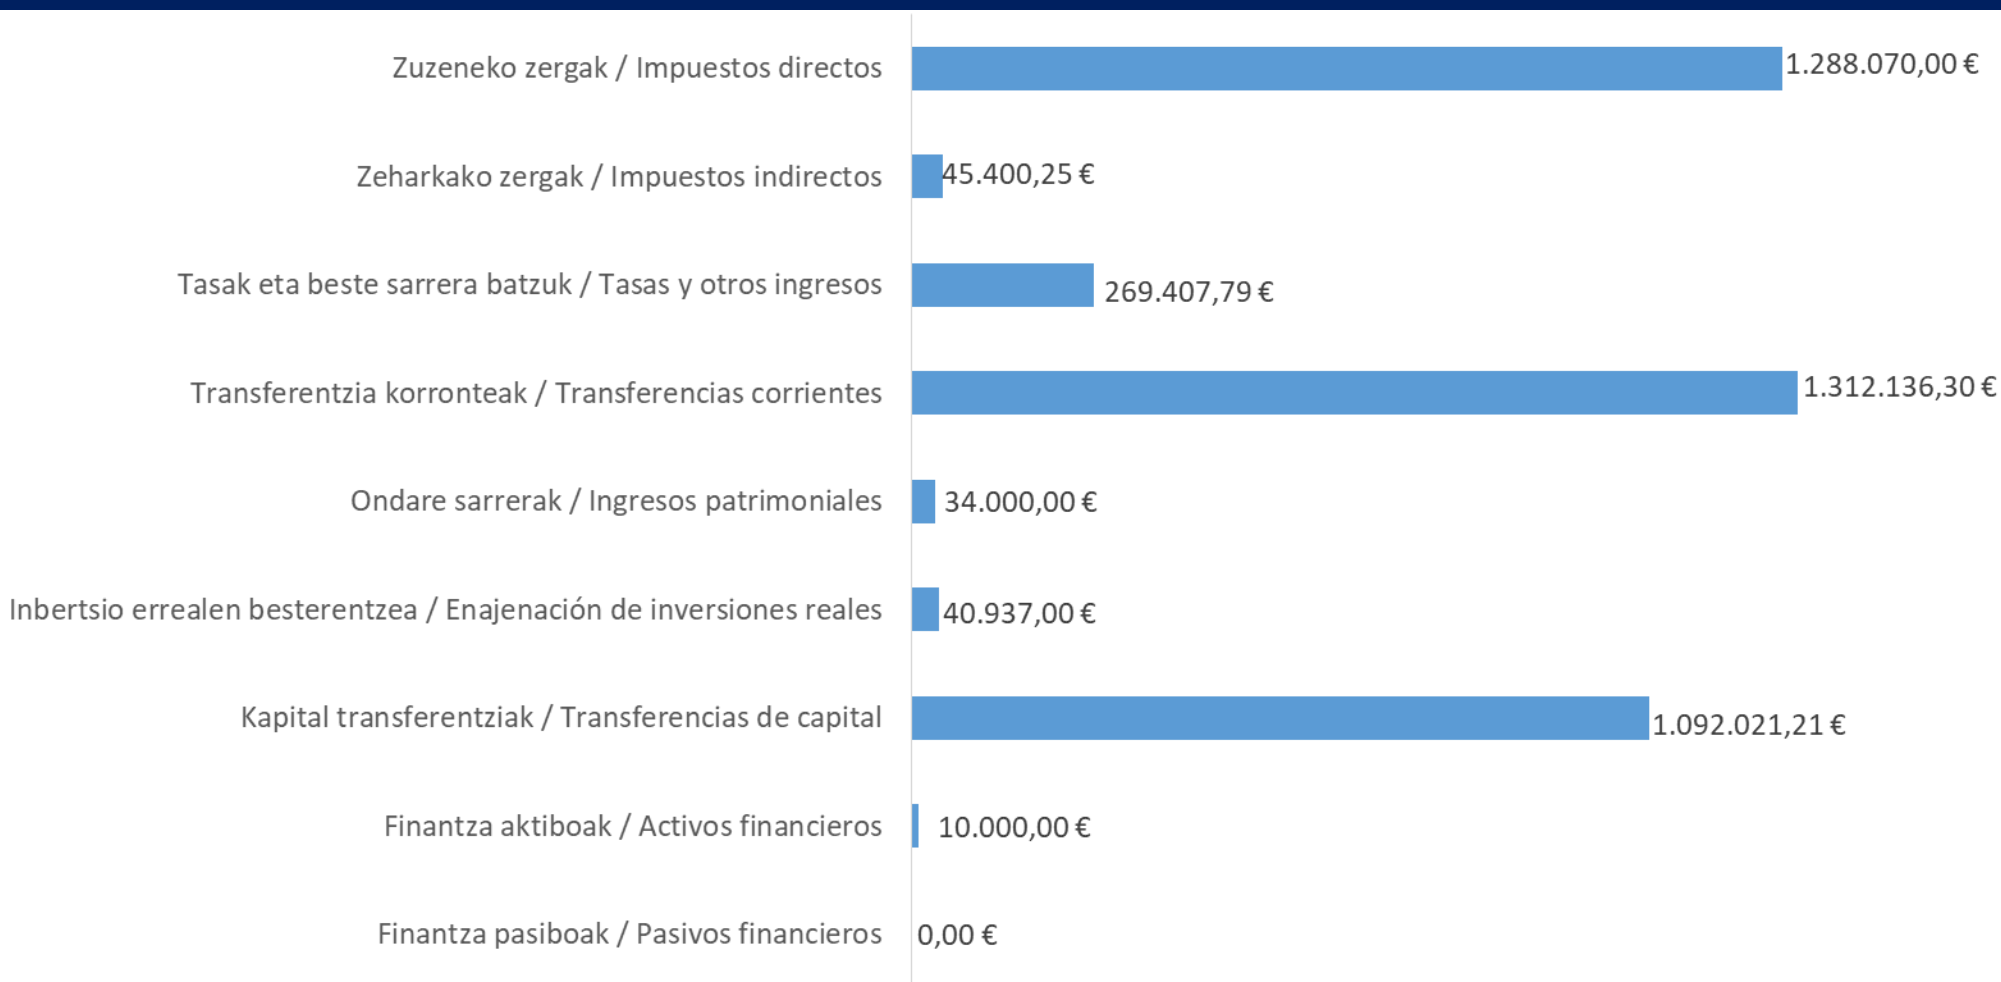 Zuzeneko zergak / Impuestos directos 1.288.070,00 €
Zeharkako zergak / Impuestos indirectos 45.400,25 €
Tasak eta beste sarrera batzuk / Tasas y otros ingresos 269.407,79 €
Transferentzia korronteak / Transferencias corrientes 1.312.136,30 €
Ondare sarrerak / Ingresos patrimoniales 34.000,00 €
Inbertsio errealen besterentzea / Enajenación de inversiones reales 40.937,00 €
Kapital transferentziak / Transferencias de capital 1.092.021,21 €
Finantza aktiboak / Activos financieros 10.000,00 €
Finantza pasiboak / Pasivos financieros 0,00 €